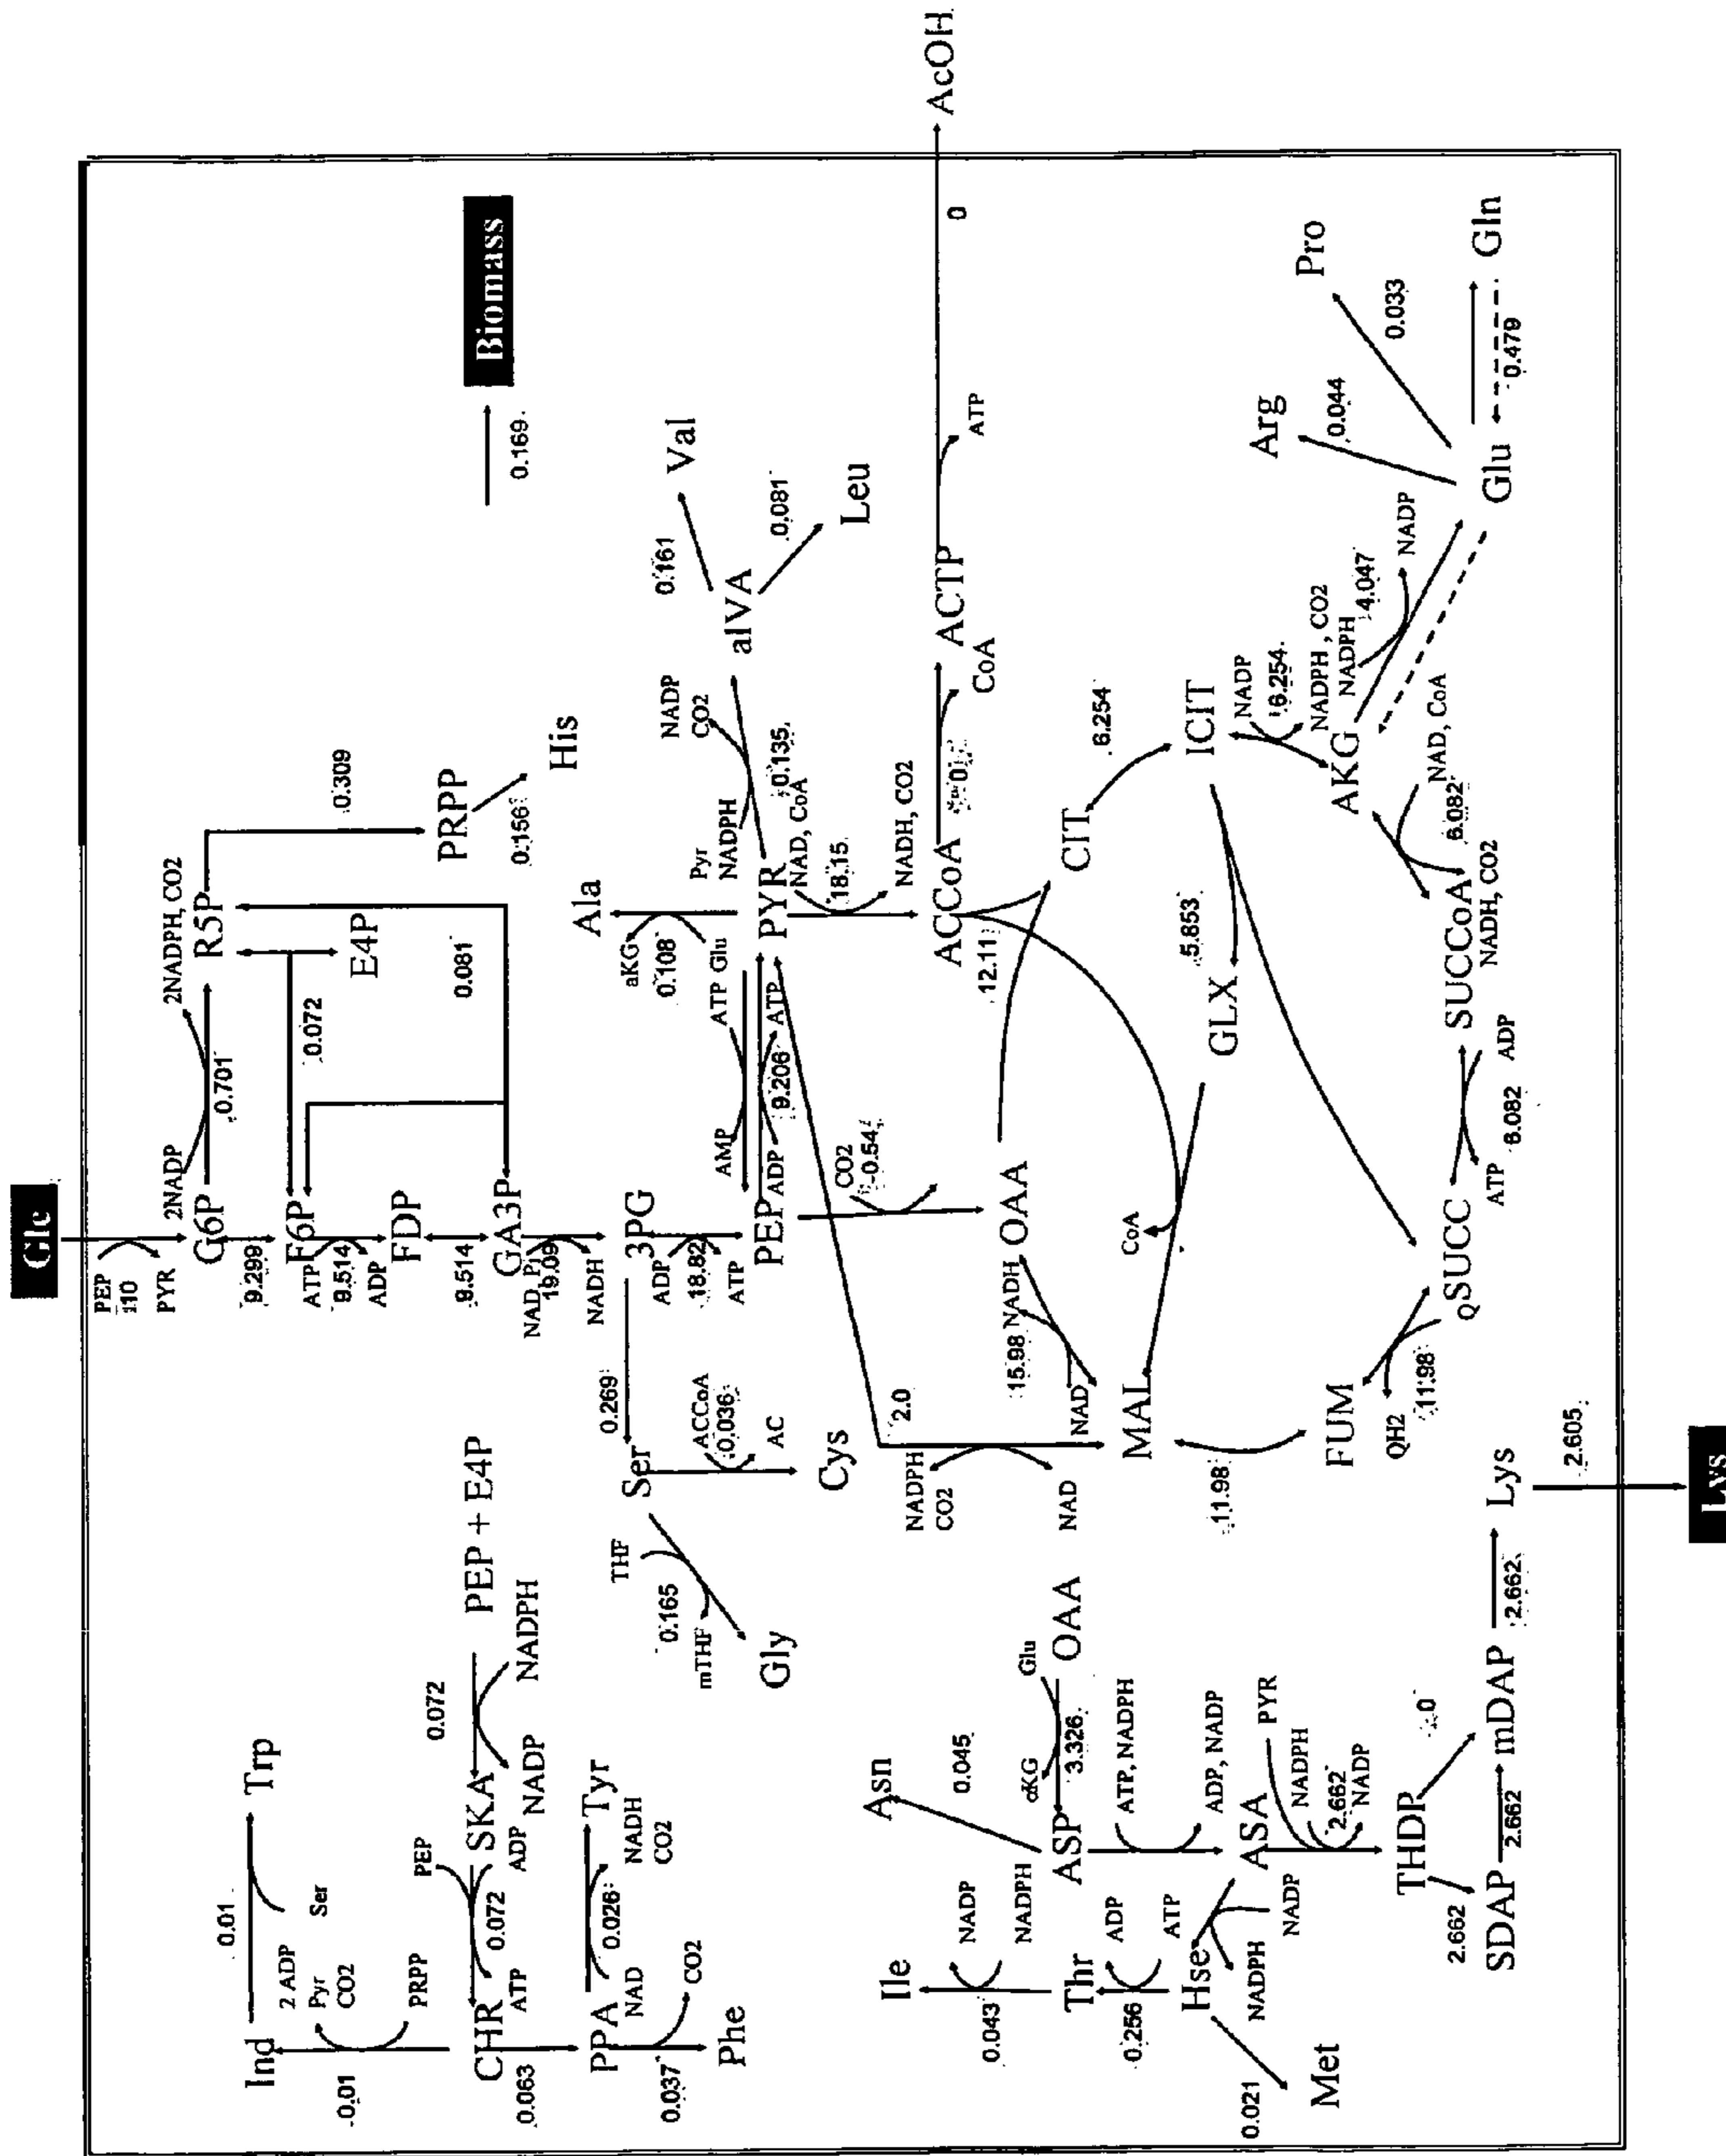 Glc
PEP
10
PYR
2NADP
2NADPH, CO2
G6P
0.701
R5P
9.299
0.072
0.309
F6P
E4P
ATP
9.514
ADP
PRPP
0.156
His
0.081
FDP
9.514
GA3P
NAD, Pi
19.09
NADH
3PG
ADP
18.82
ATP
Biomass
0.169
Ind
0.01
Trp
2 ADP
Pyr
CO2
Ser
0.01
PRPP
PEP
CHR
0.072
ATP
SKA
ADP
0.072
NADP
NADPH
PEP + E4P
0.063
PPA
NAD
0.026
Tyr
NADH
CO2
0.037
CO2
Phe
0.269
Ser
ACCoA
0.036
AC
Cys
THF
0.165
mTHF
Gly
Ala
aKG
0.108
ATP Glu
AMP
Pyr
NADPH
NADP
CO2
0.135
aIVA
0.161
Val
0.081
Leu
PEP
ADP
9.206
ATP
PYR
NAD, CoA
18.15
NADH, CO2
CO2
-0.54
ACCoA
0
ACTP
CoA
ATP
0
AcOH
12.11
OAA
NADH
15.98
NAD
2.0
NADPH
CO2
NAD
MAL
CoA
CIT
6.254
ICIT
5.853
GLX
NADP
6.254
NADPH, CO2
NADPH
4.047
NADP
AKG
NAD, CoA
6.082
NADH, CO2
SUCCoA
ADP
6.082
ATP
SUCC
Q
11.98
QH2
FUM
11.98
Arg
0.044
Pro
0.033
Glu
0.479
Gln
Ile
NADP
NADPH
0.043
Thr
ADP
ATP
0.256
Hse
NADPH
NADP
0.021
Met
Asn
0.045
ASP
αKG
Glu
3.326
OAA
ATP, NADPH
ADP, NADP
ASA
PYR
NADPH
2.662
NADP
THDP
0
2.662
SDAP
2.662
mDAP
2.662
Lys
2.605
Lys